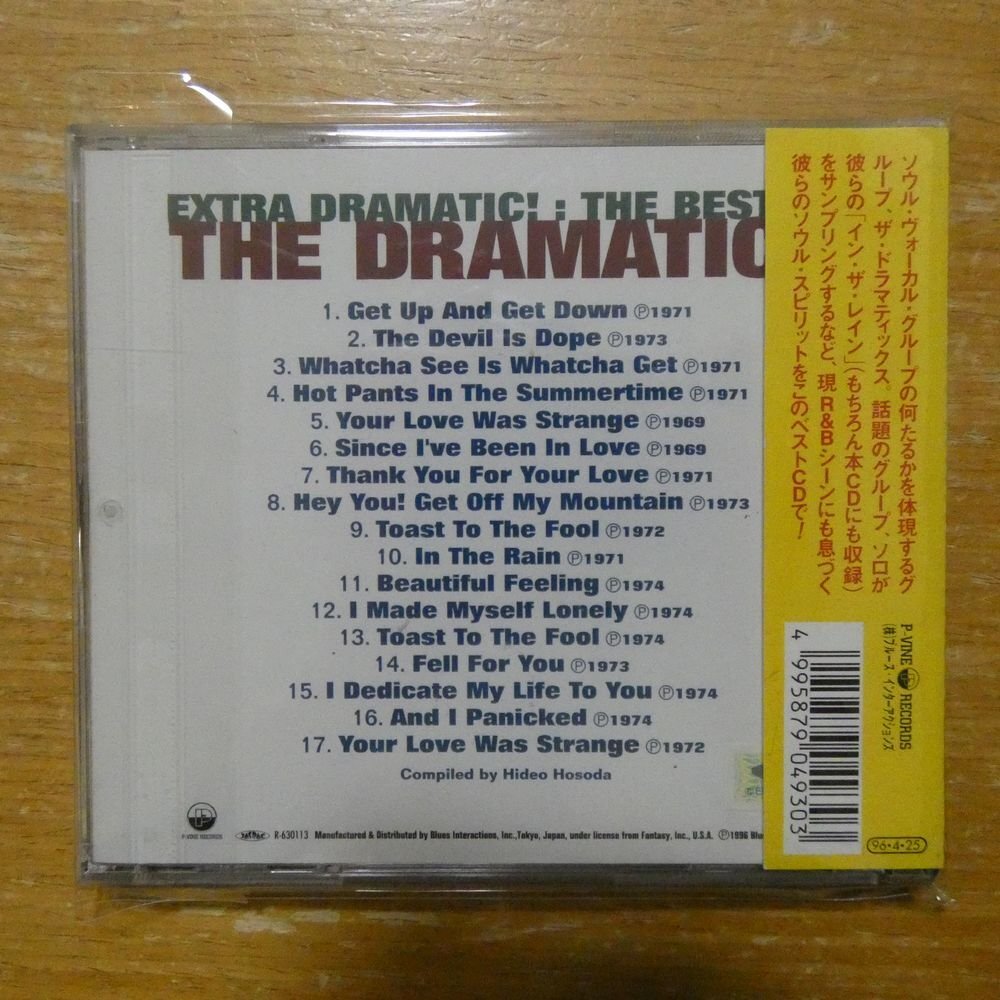 EXTRA DRAMATIC! : THE BEST
THE DRAMATIC
1. Get Up And Get Down ℗1971
2. The Devil Is Dope ℗1973
3. Whatcha See Is Whatcha Get ℗1971
4. Hot Pants In The Summertime ℗1971
5. Your Love Was Strange ℗1969
6. Since I've Been In Love ℗1969
7. Thank You For Your Love ℗1971
8. Hey You! Get Off My Mountain ℗1973
9. Toast To The Fool ℗1972
10. In The Rain ℗1971
11. Beautiful Feeling ℗1974
12. I Made Myself Lonely ℗1974
13. Toast To The Fool ℗1974
14. Fell For You ℗1973
15. I Dedicate My Life To You ℗1974
16. And I Panicked ℗1974
17. Your Love Was Strange ℗1972
Compiled by Hideo Hosoda
P-VINE RECORDS
R-630113 Manufactured & Distributed by Blues Interactions, Inc., Tokyo, Japan, under license from Fantasy, Inc., U.S.A. ℗1996 Blu
ソウル・ヴォーカル・グループの何たるかを体現するグ
ループ、ザ・ドラマティックス。話題のグループ、ソロが
彼らの「イン・ザ・レイン」(もちろん本CDにも収録)
をサンプリングするなど、現R&Bシーンにも息づく
彼らのソウル・スピリットをこのベストCDで!
P-VINE RECORDS
(株)ブルース・インターアクションズ
4 995879 049303
96・4・25